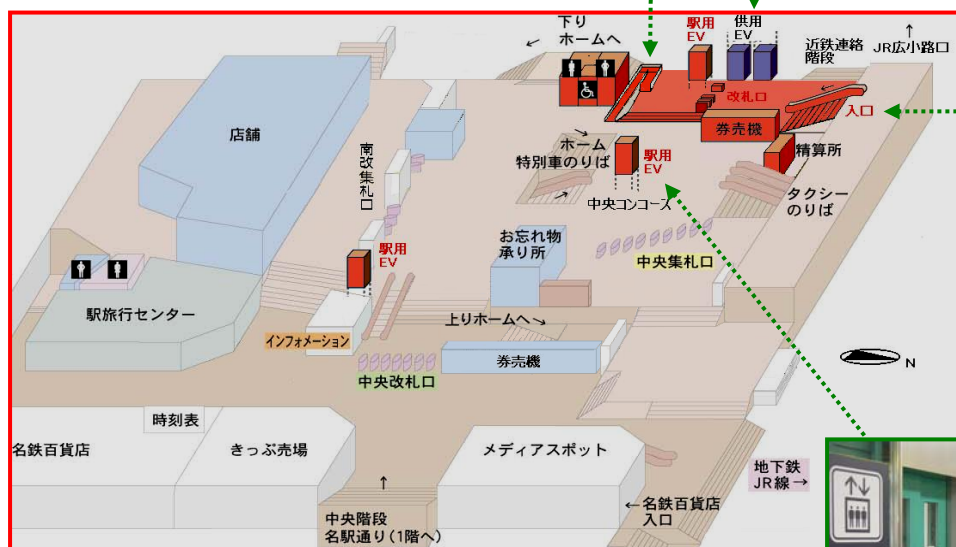 下り
ホームへ
駅用
EV
供用
EV
近鉄連絡
階段
↑
JR広小路口
←
改札口
←
入口
券売機
精算所
店舗
南改集札口
→
ホーム
特別車のりば
→
駅用
EV
中央コンコース
タクシー
のりば
お忘れ物
承り所
中央集札口
駅用
EV
駅旅行センター
インフォメーション
上りホームへ→
中央改札口
券売機
N
時刻表
名鉄百貨店
きっぷ売場
メディアスポット
地下鉄
JR線→
↑
中央階段
名駅通り(1階へ)
←名鉄百貨店
入口